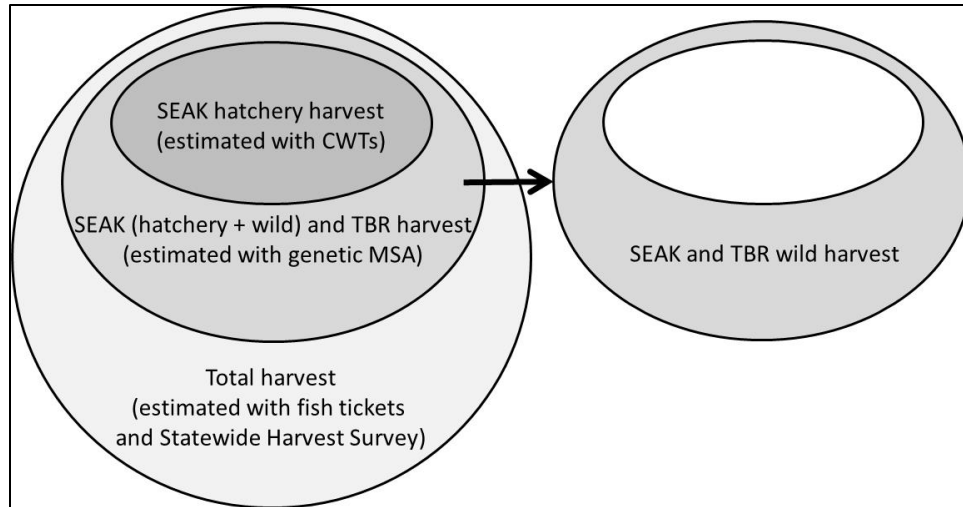 SEAK hatchery harvest
(estimated with CWTs)
SEAK (hatchery + wild) and TBR harvest
(estimated with genetic MSA)
Total harvest
(estimated with fish tickets
and Statewide Harvest Survey)
SEAK and TBR wild harvest